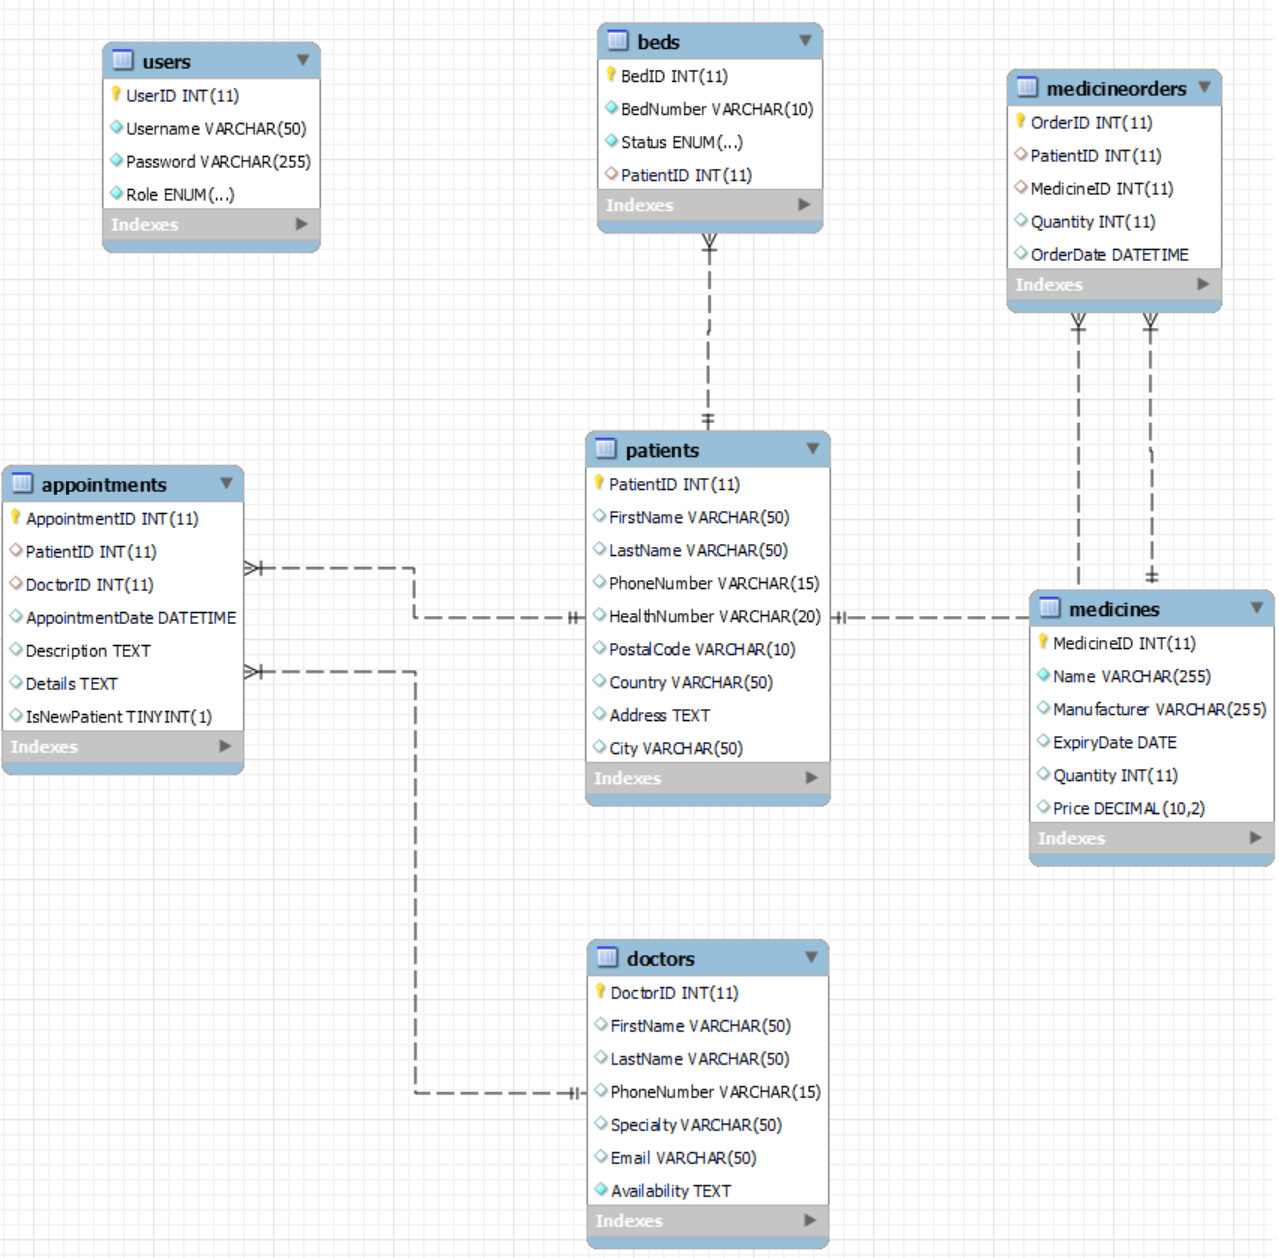 users
UserID INT(11)
Username VARCHAR(50)
Password VARCHAR(255)
Role ENUM(...)
Indexes
beds
BedID INT(11)
BedNumber VARCHAR(10)
Status ENUM(...)
PatientID INT(11)
Indexes
medicineorders
OrderID INT(11)
PatientID INT(11)
MedicineID INT(11)
Quantity INT(11)
OrderDate DATETIME
Indexes
appointments
AppointmentID INT(11)
PatientID INT(11)
DoctorID INT(11)
AppointmentDate DATETIME
Description TEXT
Details TEXT
IsNewPatient TINYINT(1)
Indexes
patients
PatientID INT(11)
FirstName VARCHAR(50)
LastName VARCHAR(50)
PhoneNumber VARCHAR(15)
HealthNumber VARCHAR(20)
PostalCode VARCHAR(10)
Country VARCHAR(50)
Address TEXT
City VARCHAR(50)
Indexes
medicines
MedicineID INT(11)
Name VARCHAR(255)
Manufacturer VARCHAR(255)
ExpiryDate DATE
Quantity INT(11)
Price DECIMAL(10,2)
Indexes
doctors
DoctorID INT(11)
FirstName VARCHAR(50)
LastName VARCHAR(50)
PhoneNumber VARCHAR(15)
Specialty VARCHAR(50)
Email VARCHAR(50)
Availability TEXT
Indexes